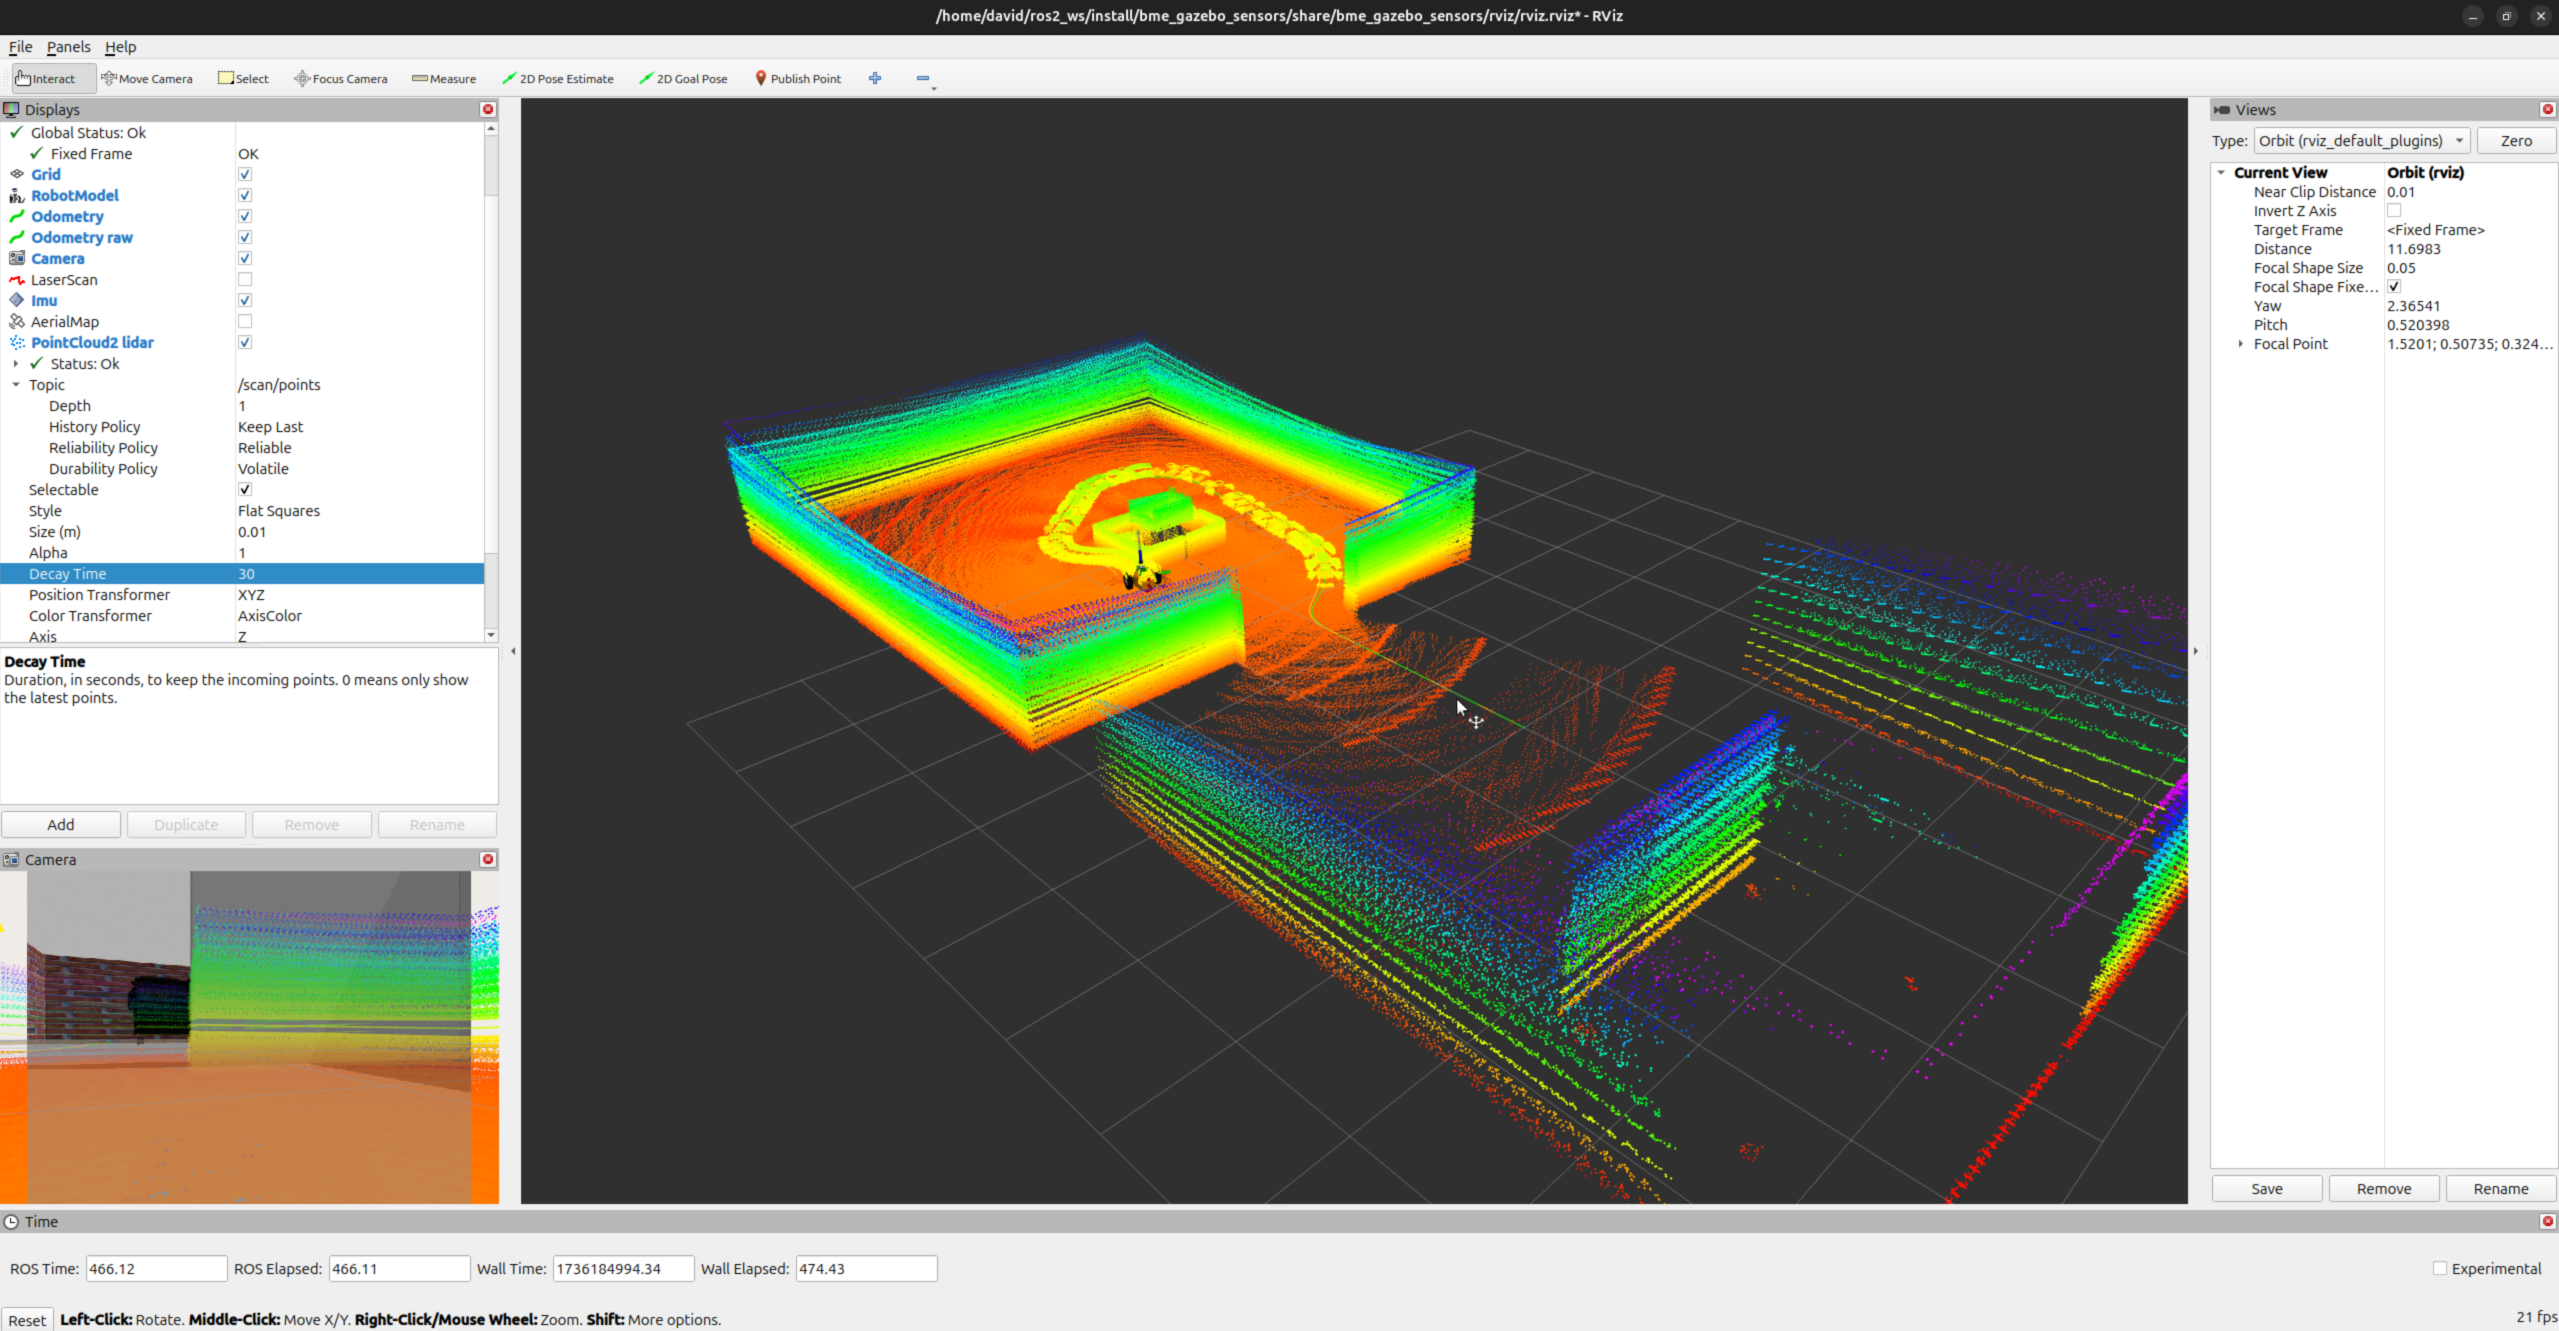 /home/david/ros2_ws/install/bme_gazebo_sensors/share/bme_gazebo_sensors/rviz/rviz.rviz* - RViz
File Panels Help
Interact Move Camera Select Focus Camera Measure 2D Pose Estimate 2D Goal Pose Publish Point
Displays
Global Status: Ok
Fixed Frame OK
Grid
RobotModel
Odometry
Odometry raw
Camera
LaserScan
Imu
AerialMap
PointCloud2 lidar
Status: Ok
Topic /scan/points
Depth 1
History Policy Keep Last
Reliability Policy Reliable
Durability Policy Volatile
Selectable
Style Flat Squares
Size (m) 0.01
Alpha 1
Decay Time 30
Position Transformer XYZ
Color Transformer AxisColor
Axis Z
Decay Time
Duration, in seconds, to keep the incoming points. 0 means only show
the latest points.
Add Duplicate Remove Rename
Camera
Views
Type: Orbit (rviz_default_plugins) Zero
Current View Orbit (rviz)
Near Clip Distance 0.01
Invert Z Axis
Target Frame <Fixed Frame>
Distance 11.6983
Focal Shape Size 0.05
Focal Shape Fixe...
Yaw 2.36541
Pitch 0.520398
Focal Point 1.5201; 0.50735; 0.324...
Save Remove Rename
Time
ROS Time: 466.12 ROS Elapsed: 466.11 Wall Time: 1736184994.34 Wall Elapsed: 474.43 Experimental
Reset Left-Click: Rotate. Middle-Click: Move X/Y. Right-Click/Mouse Wheel: Zoom. Shift: More options. 21 fps